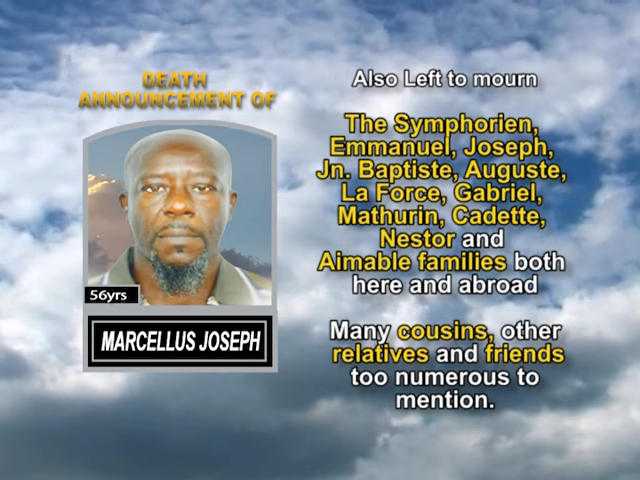 DEATH
ANNOUNCEMENT OF
56yrs
MARCELLUS JOSEPH
Also Left to mourn
The Symphorien,
Emmanuel, Joseph,
Jn. Baptiste, Auguste,
La Force, Gabriel,
Mathurin, Cadette,
Nestor and
Aimable families both
here and abroad
Many cousins, other
relatives and friends
too numerous to
mention.